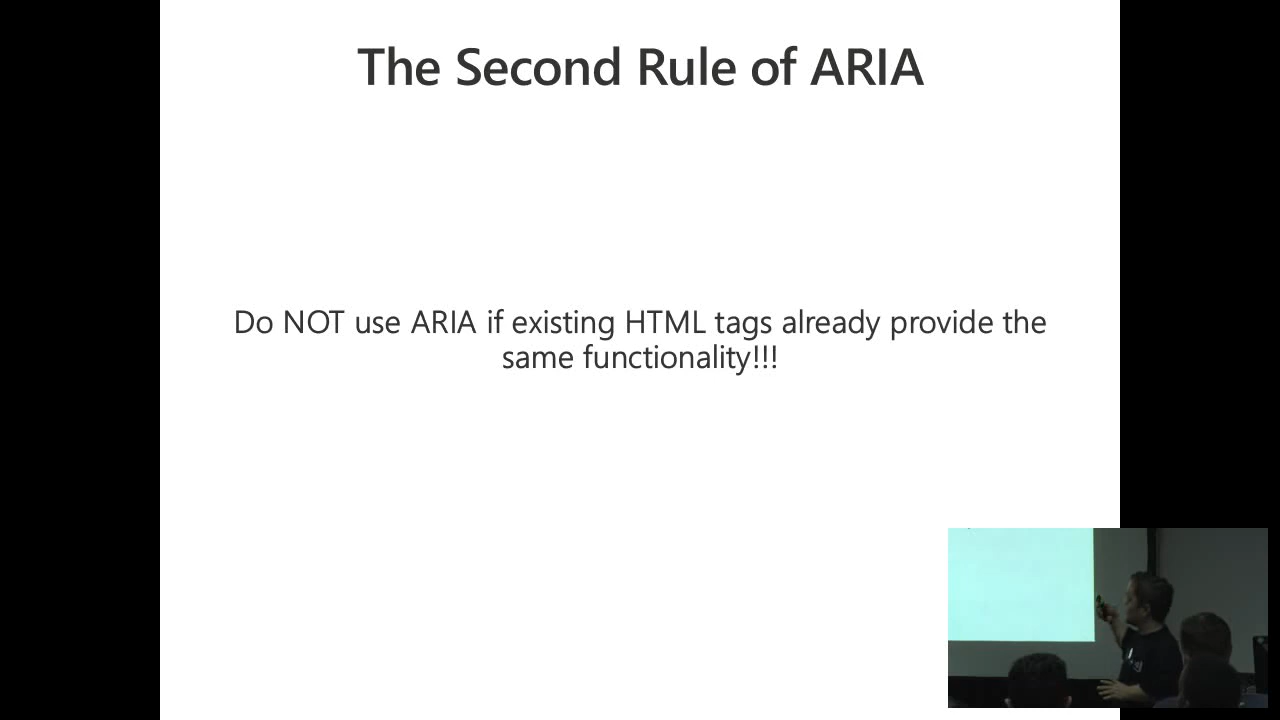 The Second Rule of ARIA
Do NOT use ARIA if existing HTML tags already provide the
same functionality!!!